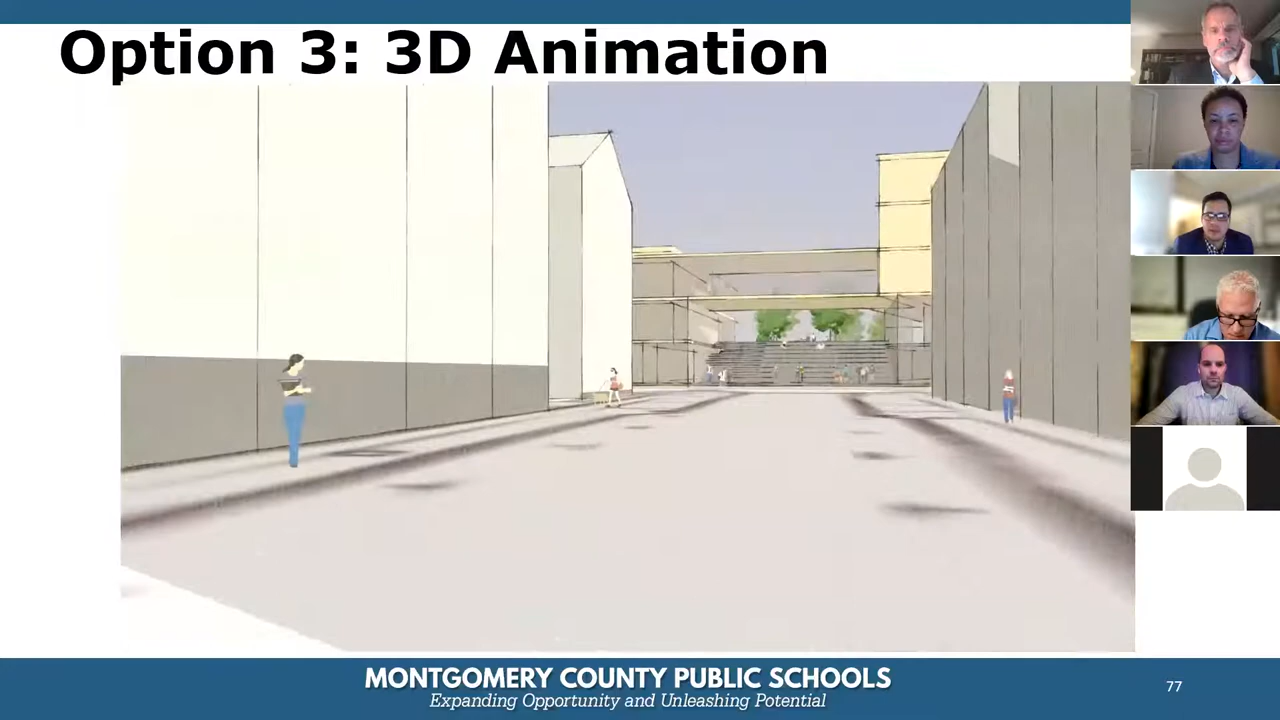 Option 3: 3D Animation
MONTGOMERY COUNTY PUBLIC SCHOOLS
Expanding Opportunity and Unleashing Potential
77